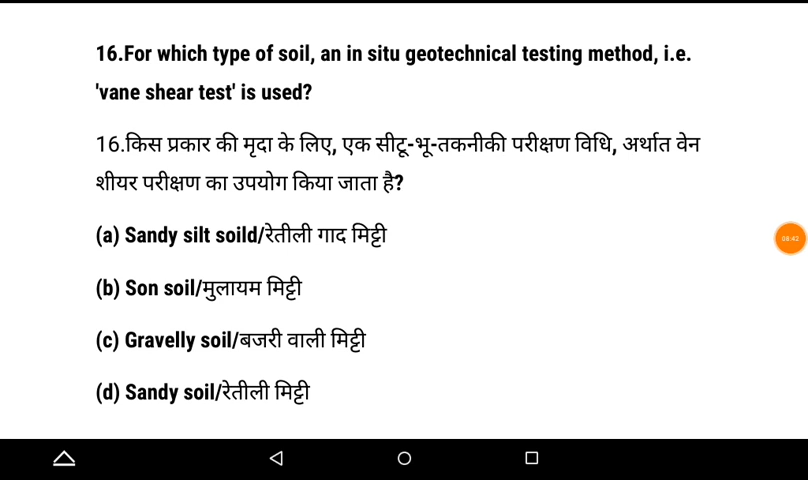 16.For which type of soil, an in situ geotechnical testing method, i.e.
'vane shear test' is used?
16.किस प्रकार की मृदा के लिए, एक सीटू-भू-तकनीकी परीक्षण विधि, अर्थात वेन
शीयर परीक्षण का उपयोग किया जाता है?
(a) Sandy silt soild/रेतीली गाद मिट्टी
(b) Son soil/मुलायम मिट्टी
(c) Gravelly soil/बजरी वाली मिट्टी
(d) Sandy soil/रेतीली मिट्टी
08:42